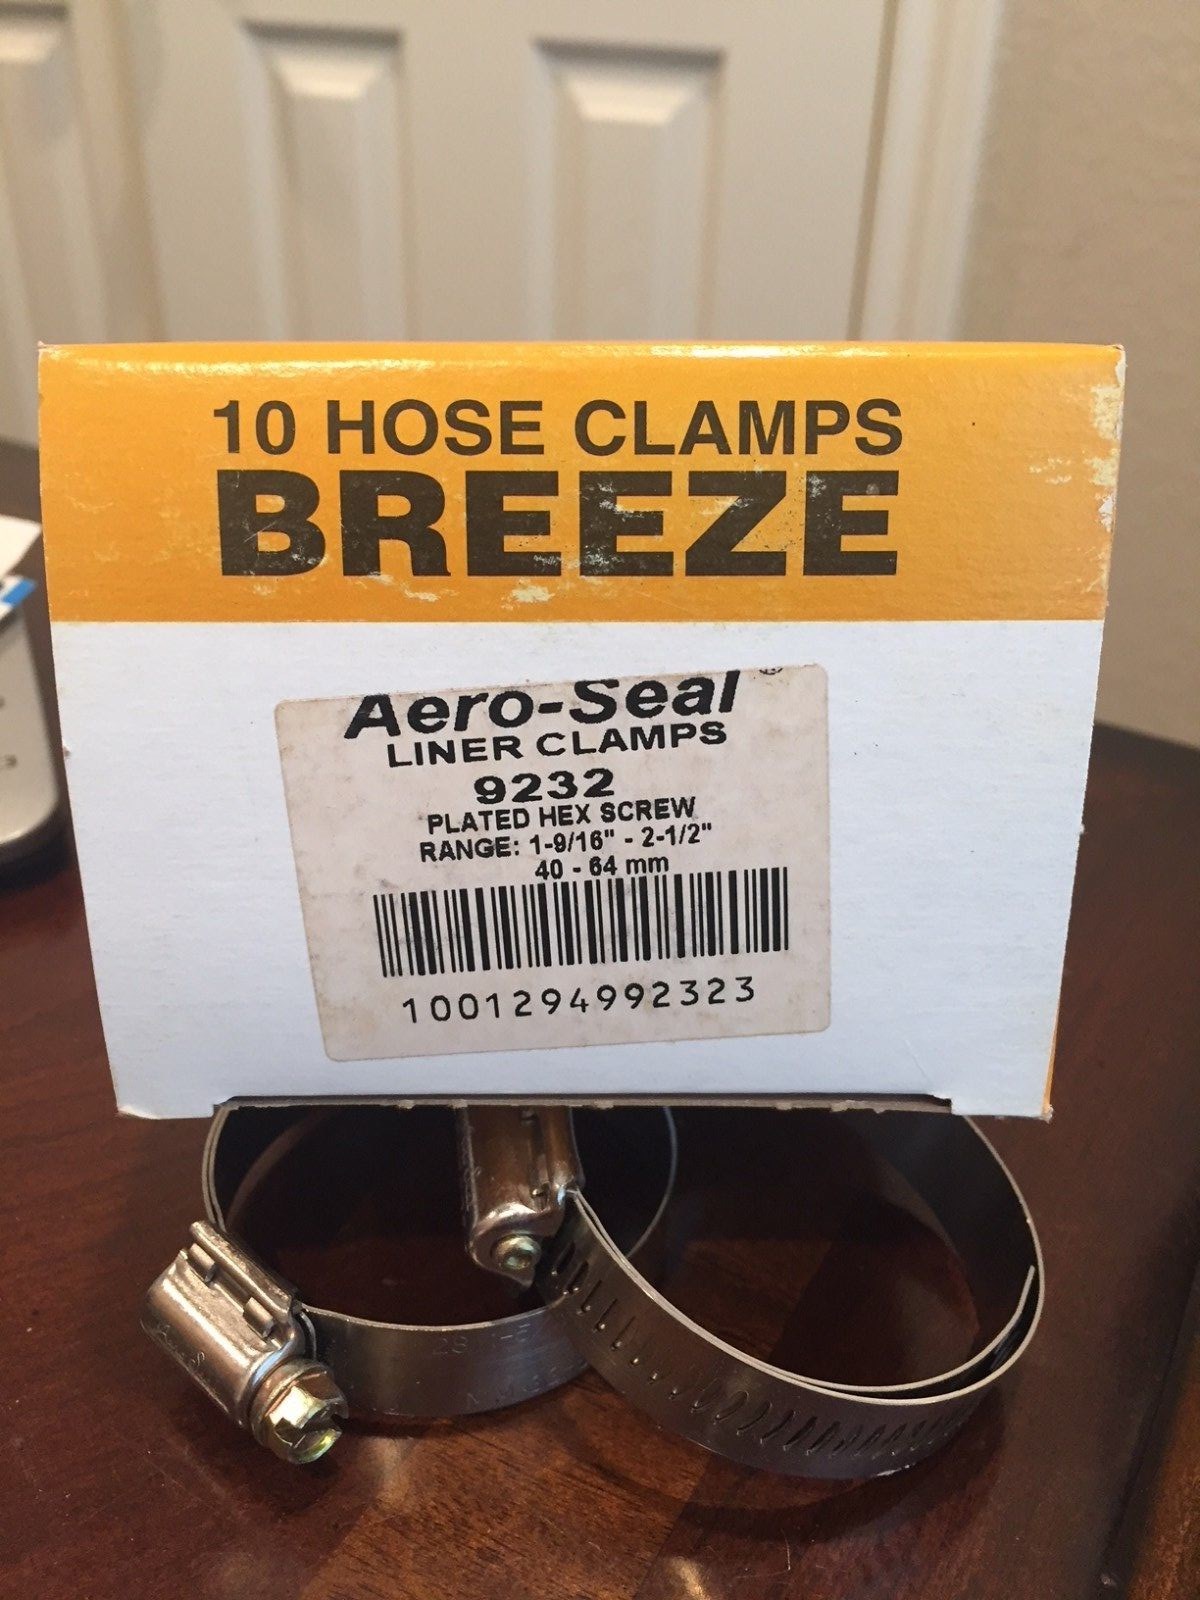 10 HOSE CLAMPS
BREEZE
Aero-Seal ®
LINER CLAMPS
9232
PLATED HEX SCREW
RANGE: 1-9/16" - 2-1/2"
40 - 64 mm
1001294992323